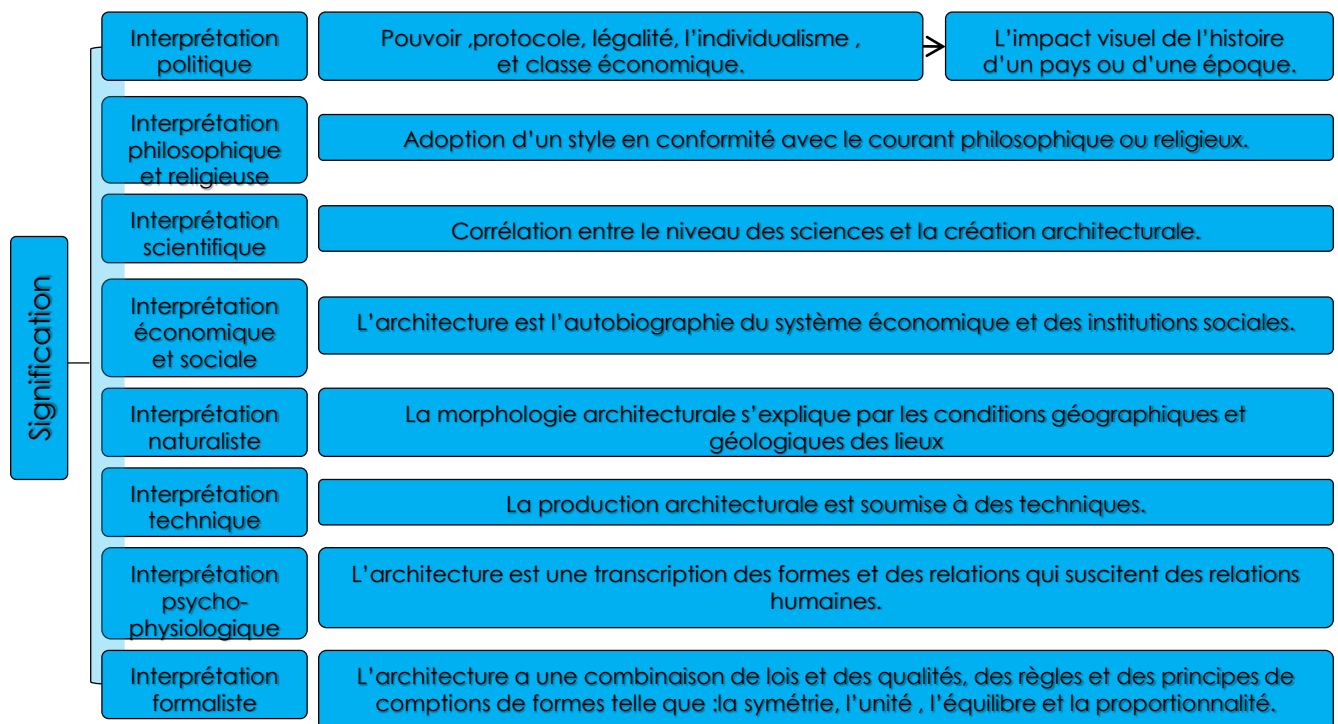 Signification
Interprétation
politique
Pouvoir ,protocole, légalité, l'individualisme ,
et classe économique.
L'impact visuel de l'histoire
d'un pays ou d'une époque.
Interprétation
philosophique
et religieuse
Adoption d'un style en conformité avec le courant philosophique ou religieux.
Interprétation
scientifique
Corrélation entre le niveau des sciences et la création architecturale.
Interprétation
économique
et sociale
L'architecture est l'autobiographie du système économique et des institutions sociales.
Interprétation
naturaliste
La morphologie architecturale s'explique par les conditions géographiques et
géologiques des lieux
Interprétation
technique
La production architecturale est soumise à des techniques.
Interprétation
psycho-
physiologique
L'architecture est une transcription des formes et des relations qui suscitent des relations
humaines.
Interprétation
formaliste
L'architecture a une combinaison de lois et des qualités, des règles et des principes de
comptions de formes telle que :la symétrie, l'unité , l'équilibre et la proportionnalité.